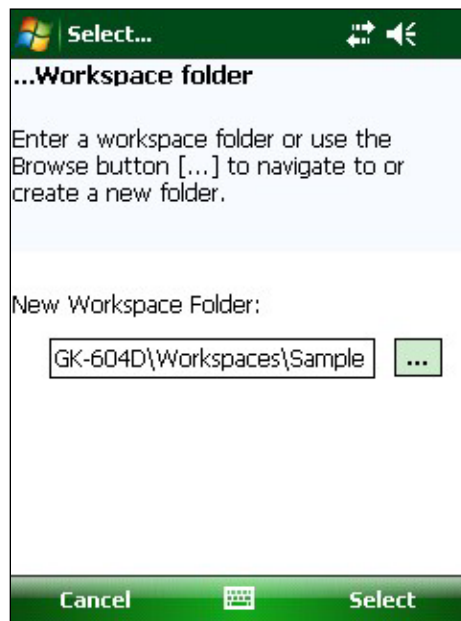 Select...
...Workspace folder
Enter a workspace folder or use the
Browse button [...] to navigate to or
create a new folder.
New Workspace Folder:
GK-604D\Workspaces\Sample ...
Cancel Select